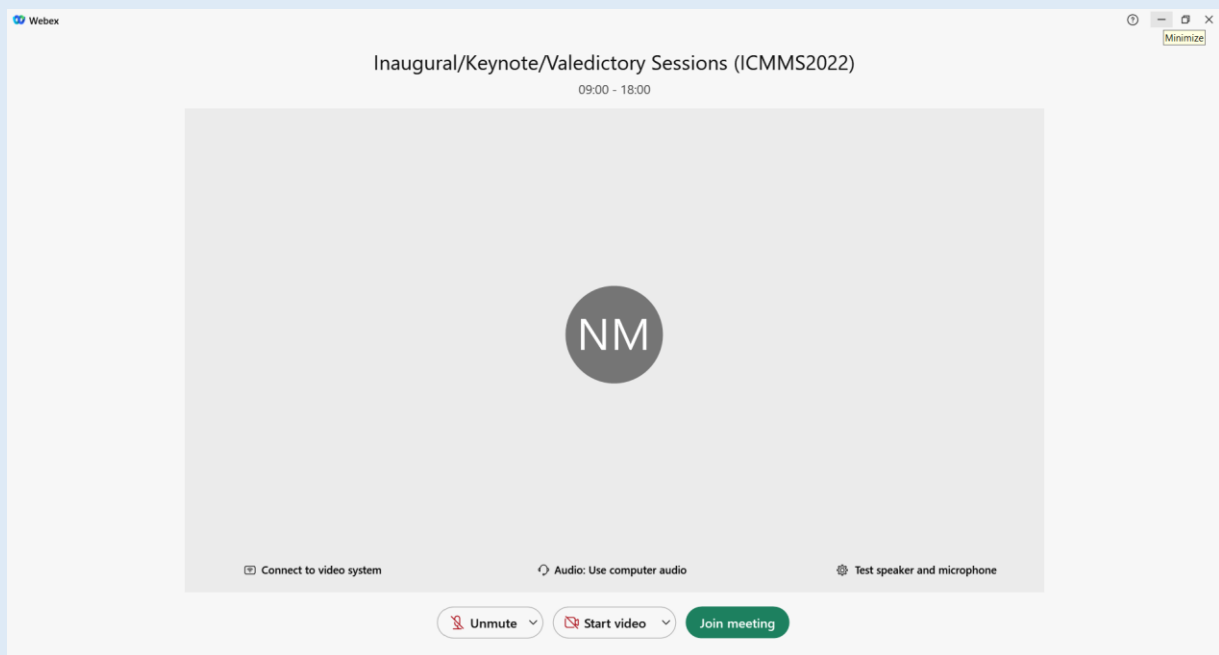 Webex
Minimize
Inaugural/Keynote/Valedictory Sessions (ICMMS2022)
09:00 - 18:00
NM
Connect to video system
Audio: Use computer audio
Test speaker and microphone
Unmute
Start video
Join meeting